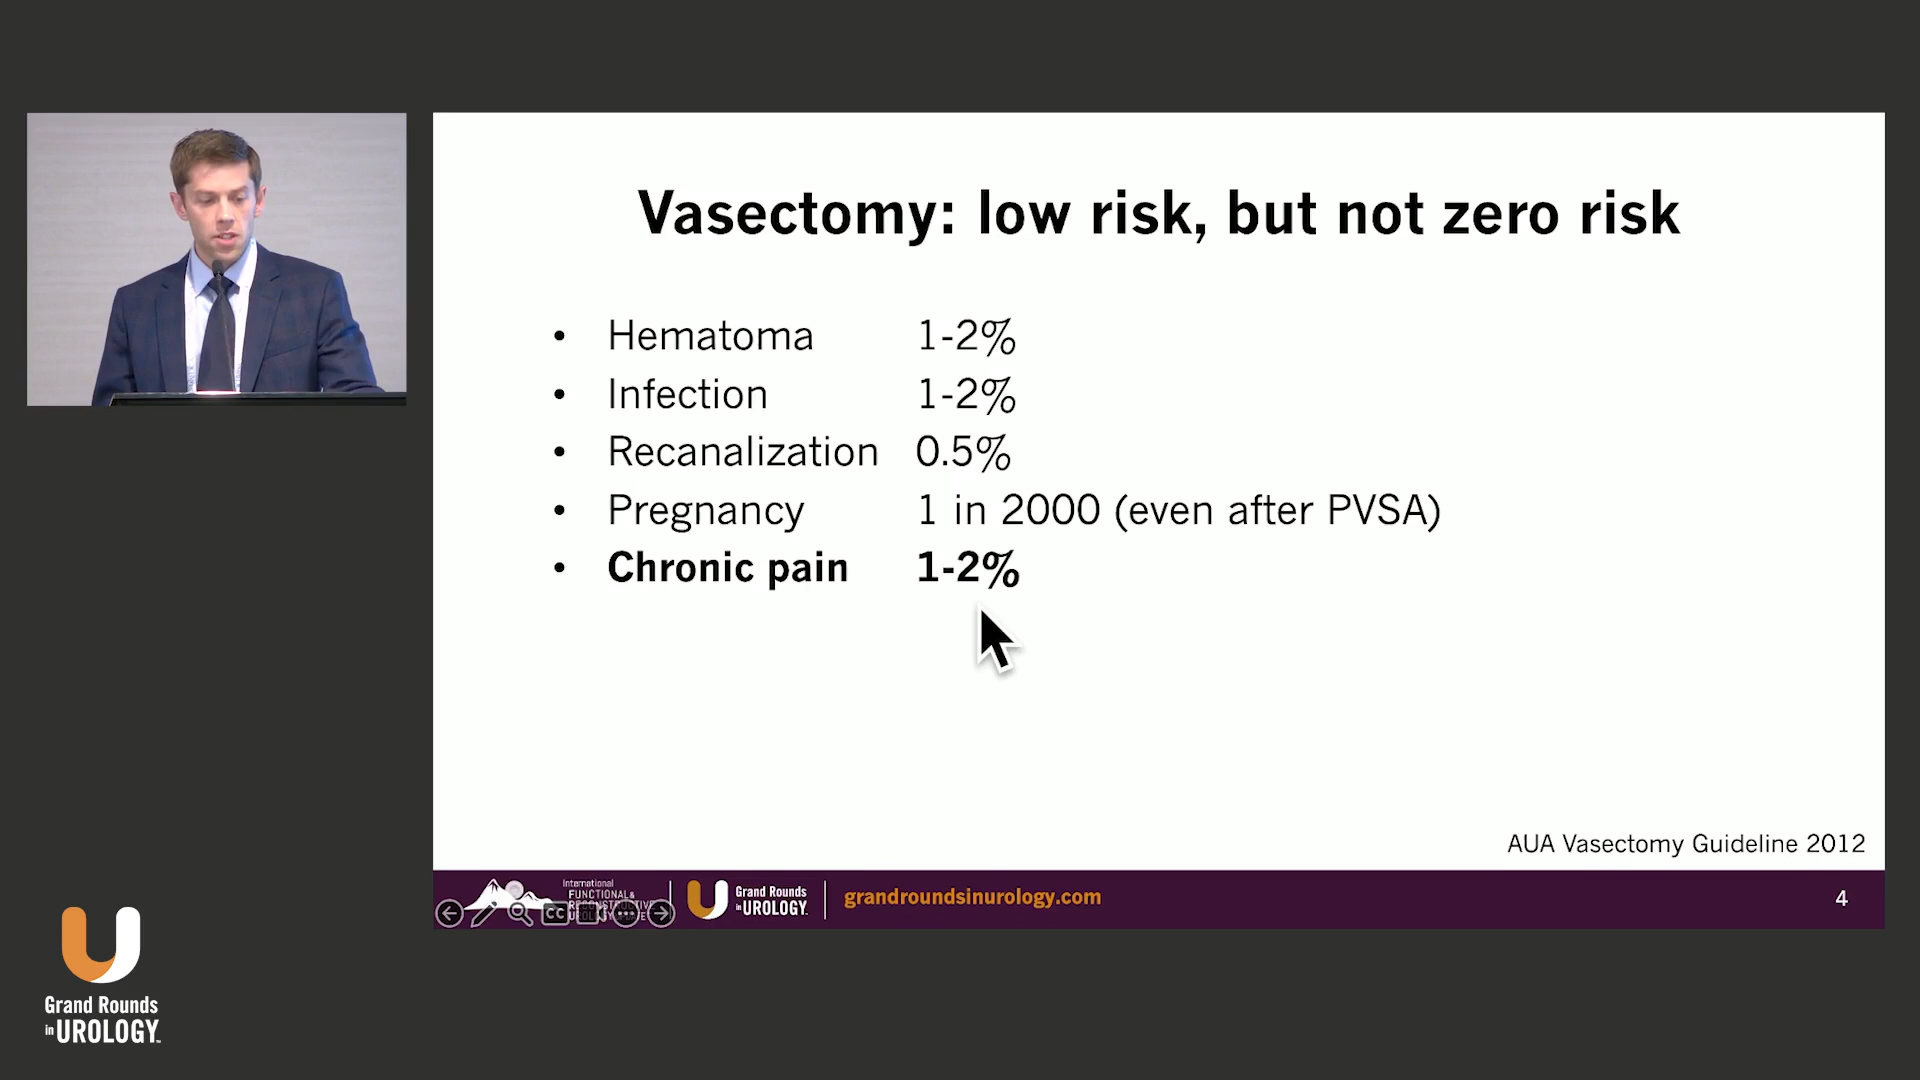 Vasectomy: low risk, but not zero risk
• Hematoma 1-2%
• Infection 1-2%
• Recanalization 0.5%
• Pregnancy 1 in 2000 (even after PVSA)
• Chronic pain 1-2%
AUA Vasectomy Guideline 2012
International
FUNCTIONAL &
RECONSTRUCTIVE
CC
Grand Rounds
in UROLOGY
grandroundsinurology.com
4
Grand Rounds
in UROLOGY